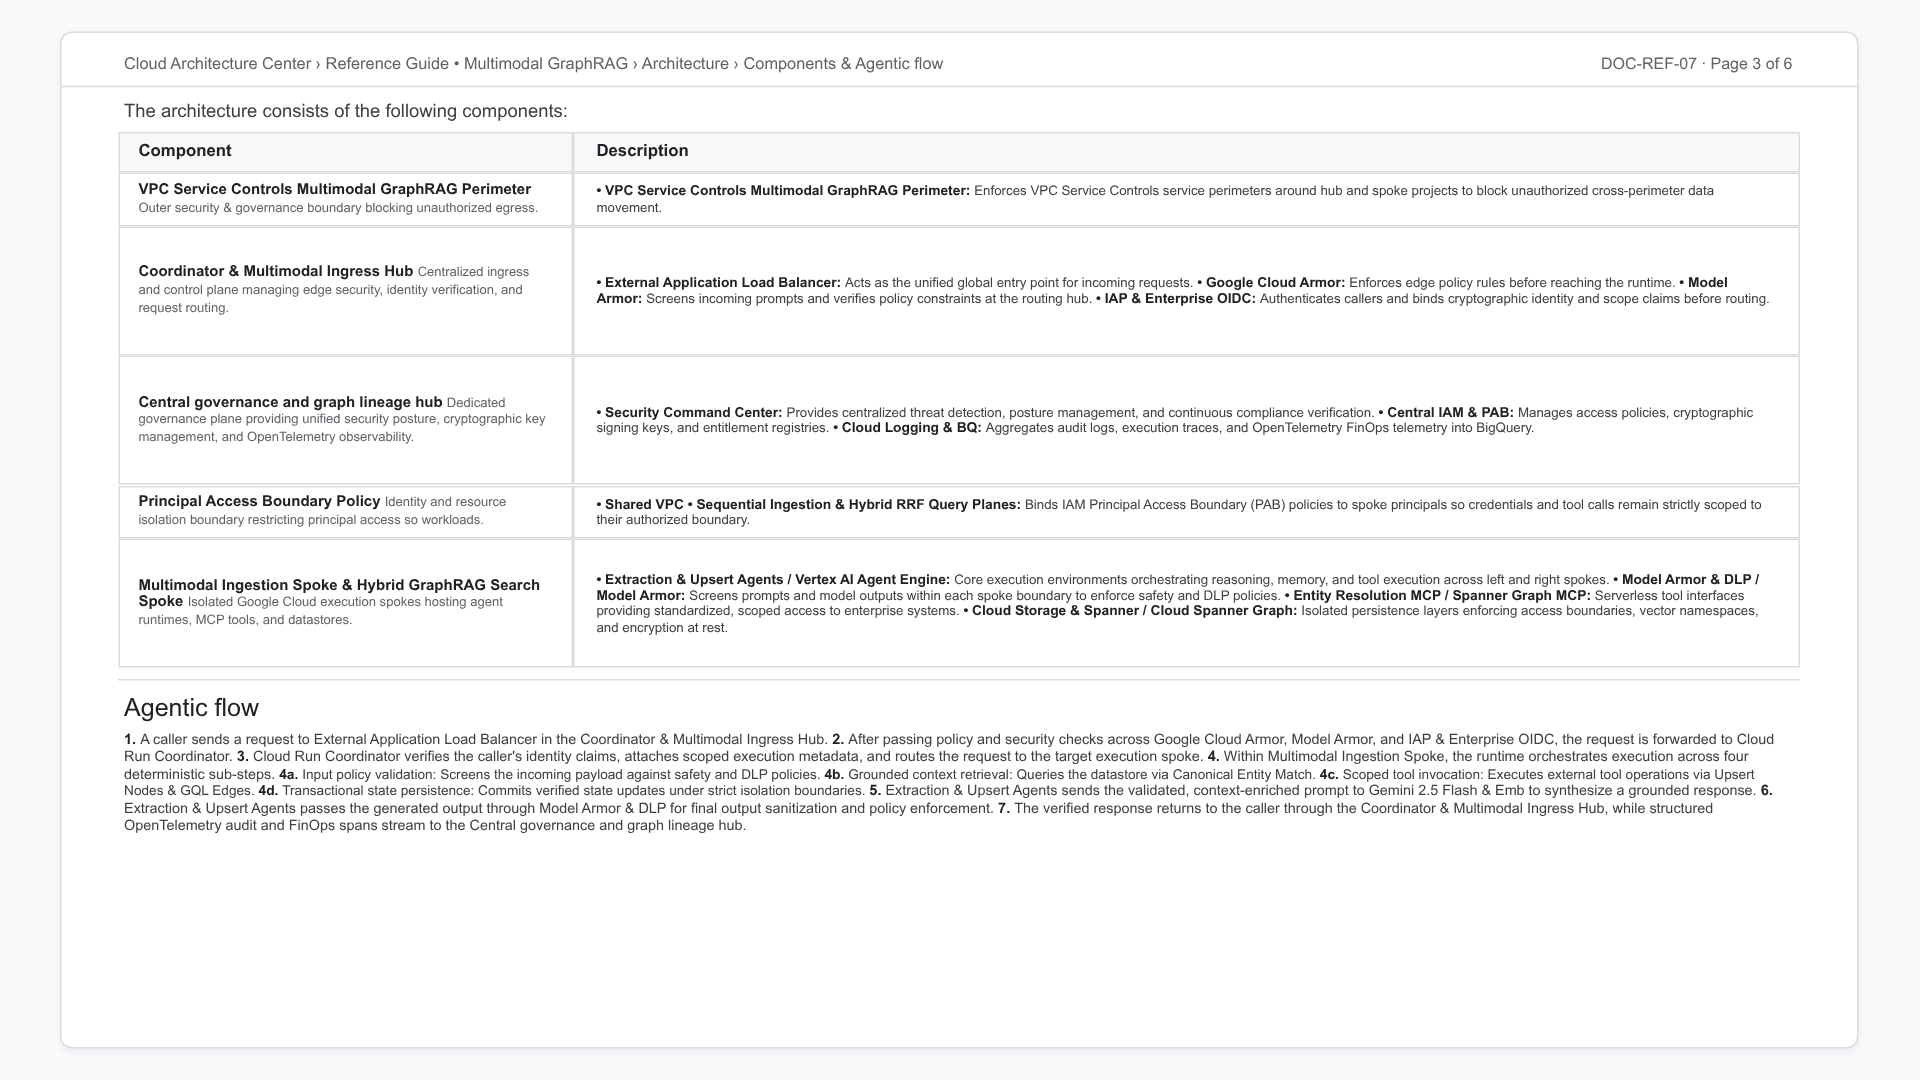 Cloud Architecture Center › Reference Guide • Multimodal GraphRAG › Architecture › Components & Agentic flow
DOC-REF-07 · Page 3 of 6
The architecture consists of the following components:
Component
Description
VPC Service Controls Multimodal GraphRAG Perimeter
Outer security & governance boundary blocking unauthorized egress.
• VPC Service Controls Multimodal GraphRAG Perimeter: Enforces VPC Service Controls service perimeters around hub and spoke projects to block unauthorized cross-perimeter data
movement.
Coordinator & Multimodal Ingress Hub Centralized ingress
and control plane managing edge security, identity verification, and
request routing.
• External Application Load Balancer: Acts as the unified global entry point for incoming requests. • Google Cloud Armor: Enforces edge policy rules before reaching the runtime. • Model
Armor: Screens incoming prompts and verifies policy constraints at the routing hub. • IAP & Enterprise OIDC: Authenticates callers and binds cryptographic identity and scope claims before routing.
Central governance and graph lineage hub Dedicated
governance plane providing unified security posture, cryptographic key
management, and OpenTelemetry observability.
• Security Command Center: Provides centralized threat detection, posture management, and continuous compliance verification. • Central IAM & PAB: Manages access policies, cryptographic
signing keys, and entitlement registries. • Cloud Logging & BQ: Aggregates audit logs, execution traces, and OpenTelemetry FinOps telemetry into BigQuery.
Principal Access Boundary Policy Identity and resource
isolation boundary restricting principal access so workloads.
• Shared VPC • Sequential Ingestion & Hybrid RRF Query Planes: Binds IAM Principal Access Boundary (PAB) policies to spoke principals so credentials and tool calls remain strictly scoped to
their authorized boundary.
Multimodal Ingestion Spoke & Hybrid GraphRAG Search
Spoke Isolated Google Cloud execution spokes hosting agent
runtimes, MCP tools, and datastores.
• Extraction & Upsert Agents / Vertex AI Agent Engine: Core execution environments orchestrating reasoning, memory, and tool execution across left and right spokes. • Model Armor & DLP /
Model Armor: Screens prompts and model outputs within each spoke boundary to enforce safety and DLP policies. • Entity Resolution MCP / Spanner Graph MCP: Serverless tool interfaces
providing standardized, scoped access to enterprise systems. • Cloud Storage & Spanner / Cloud Spanner Graph: Isolated persistence layers enforcing access boundaries, vector namespaces,
and encryption at rest.
Agentic flow
1. A caller sends a request to External Application Load Balancer in the Coordinator & Multimodal Ingress Hub. 2. After passing policy and security checks across Google Cloud Armor, Model Armor, and IAP & Enterprise OIDC, the request is forwarded to Cloud
Run Coordinator. 3. Cloud Run Coordinator verifies the caller's identity claims, attaches scoped execution metadata, and routes the request to the target execution spoke. 4. Within Multimodal Ingestion Spoke, the runtime orchestrates execution across four
deterministic sub-steps. 4a. Input policy validation: Screens the incoming payload against safety and DLP policies. 4b. Grounded context retrieval: Queries the datastore via Canonical Entity Match. 4c. Scoped tool invocation: Executes external tool operations via Upsert
Nodes & GQL Edges. 4d. Transactional state persistence: Commits verified state updates under strict isolation boundaries. 5. Extraction & Upsert Agents sends the validated, context-enriched prompt to Gemini 2.5 Flash & Emb to synthesize a grounded response. 6.
Extraction & Upsert Agents passes the generated output through Model Armor & DLP for final output sanitization and policy enforcement. 7. The verified response returns to the caller through the Coordinator & Multimodal Ingress Hub, while structured
OpenTelemetry audit and FinOps spans stream to the Central governance and graph lineage hub.